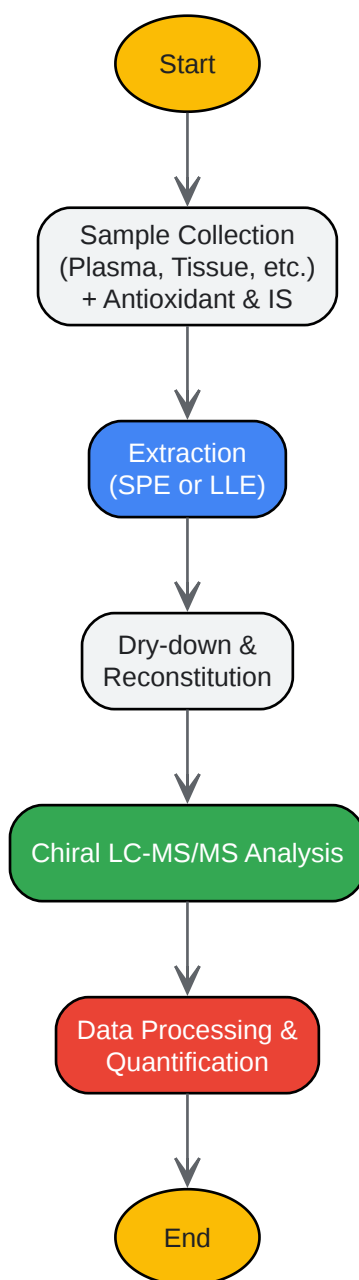 Start
Sample Collection
(Plasma, Tissue, etc.)
+ Antioxidant & IS
Extraction
(SPE or LLE)
Dry-down &
Reconstitution
Chiral LC-MS/MS Analysis
Data Processing &
Quantification
End